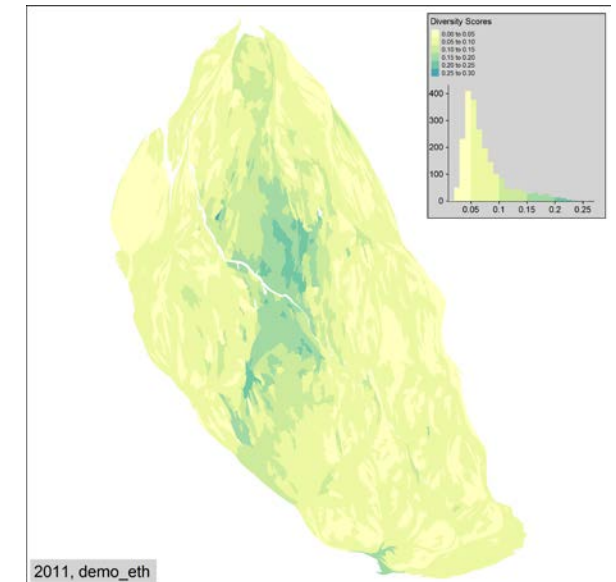 Diversity Scores
0.00 to 0.05
0.05 to 0.10
0.10 to 0.15
0.15 to 0.20
0.20 to 0.25
0.25 to 0.30
400
300
200
100
0
0.05 0.1 0.15 0.2 0.25
2011, demo_eth